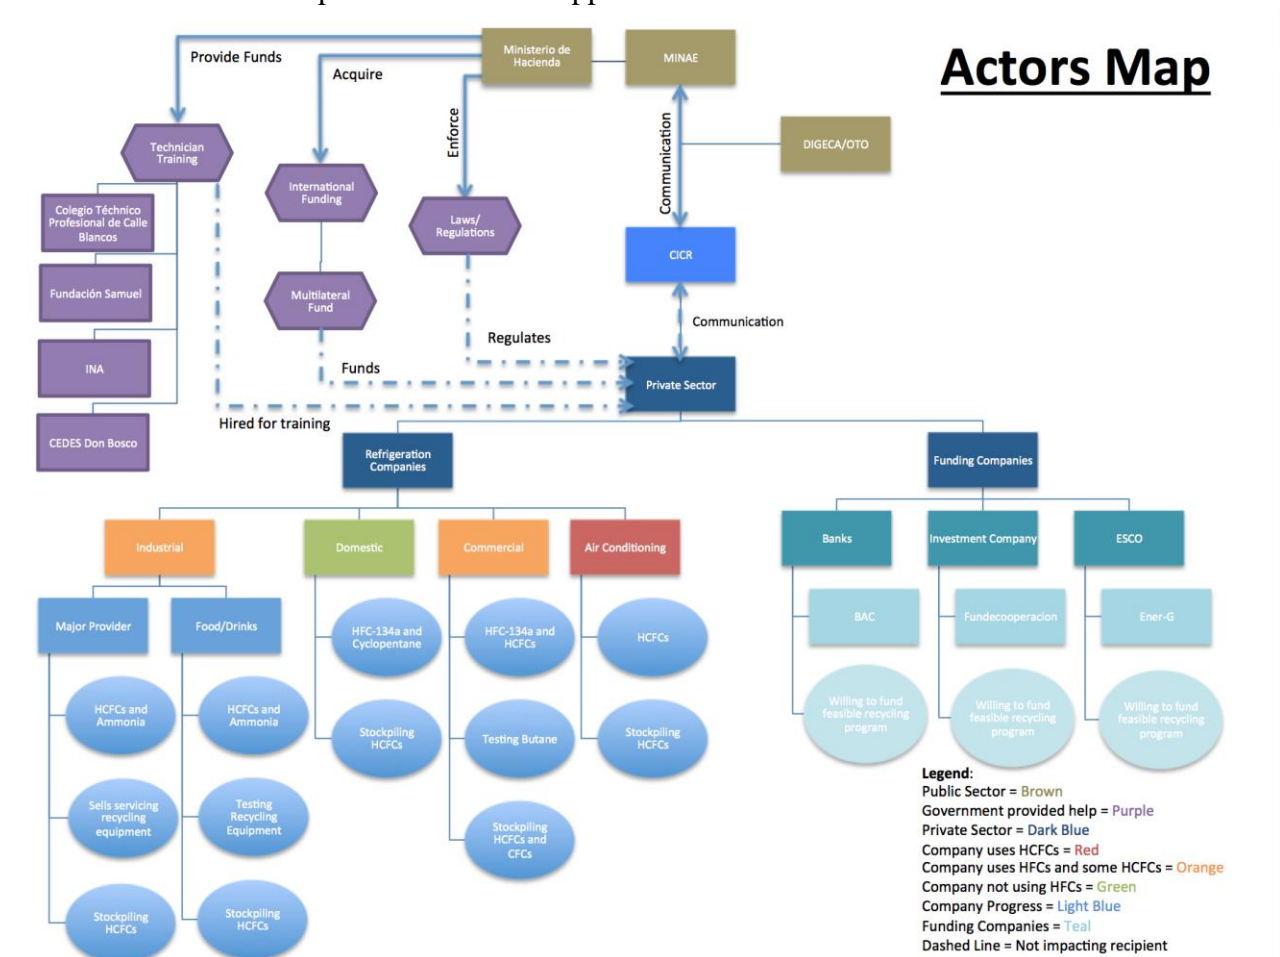 Actors Map
Provide Funds
Acquire
Enforce
Ministerio de
Hacienda
MINAE
Communication
DIGECA/OTO
Technician
Training
International
Funding
Laws/
Regulations
CICR
Colegio Téchnico
Profesional de Calle
Blancos
Fundación Samuel
INA
CEDES Don Bosco
Multilateral
Fund
Communication
Regulates
Funds
Hired for training
Private Sector
Refrigeration
Companies
Funding Companies
Industrial
Domestic
Commercial
Air Conditioning
Banks
Investment Company
ESCO
Major Provider
Food/Drinks
HFC-134a and
Cyclopentane
HFC-134a and
HCFCs
HCFCs
BAC
Fundecooperacion
Ener-G
HCFCs and
Ammonia
HCFCs and
Ammonia
Stockpiling
HCFCs
Testing Butane
Stockpiling
HCFCs
Willing to fund
feasible recycling
program
Willing to fund
feasible recycling
program
Willing to fund
feasible recycling
program
Sells servicing
recycling
equipment
Testing
Recycling
Equipment
Stockpiling
HCFCs and
CFCs
Stockpiling
HCFCs
Stockpiling
HCFCs
Legend:
Public Sector = Brown
Government provided help = Purple
Private Sector = Dark Blue
Company uses HCFCs = Red
Company uses HFCs and some HCFCs = Orange
Company not using HFCs = Green
Company Progress = Light Blue
Funding Companies = Teal
Dashed Line = Not impacting recipient